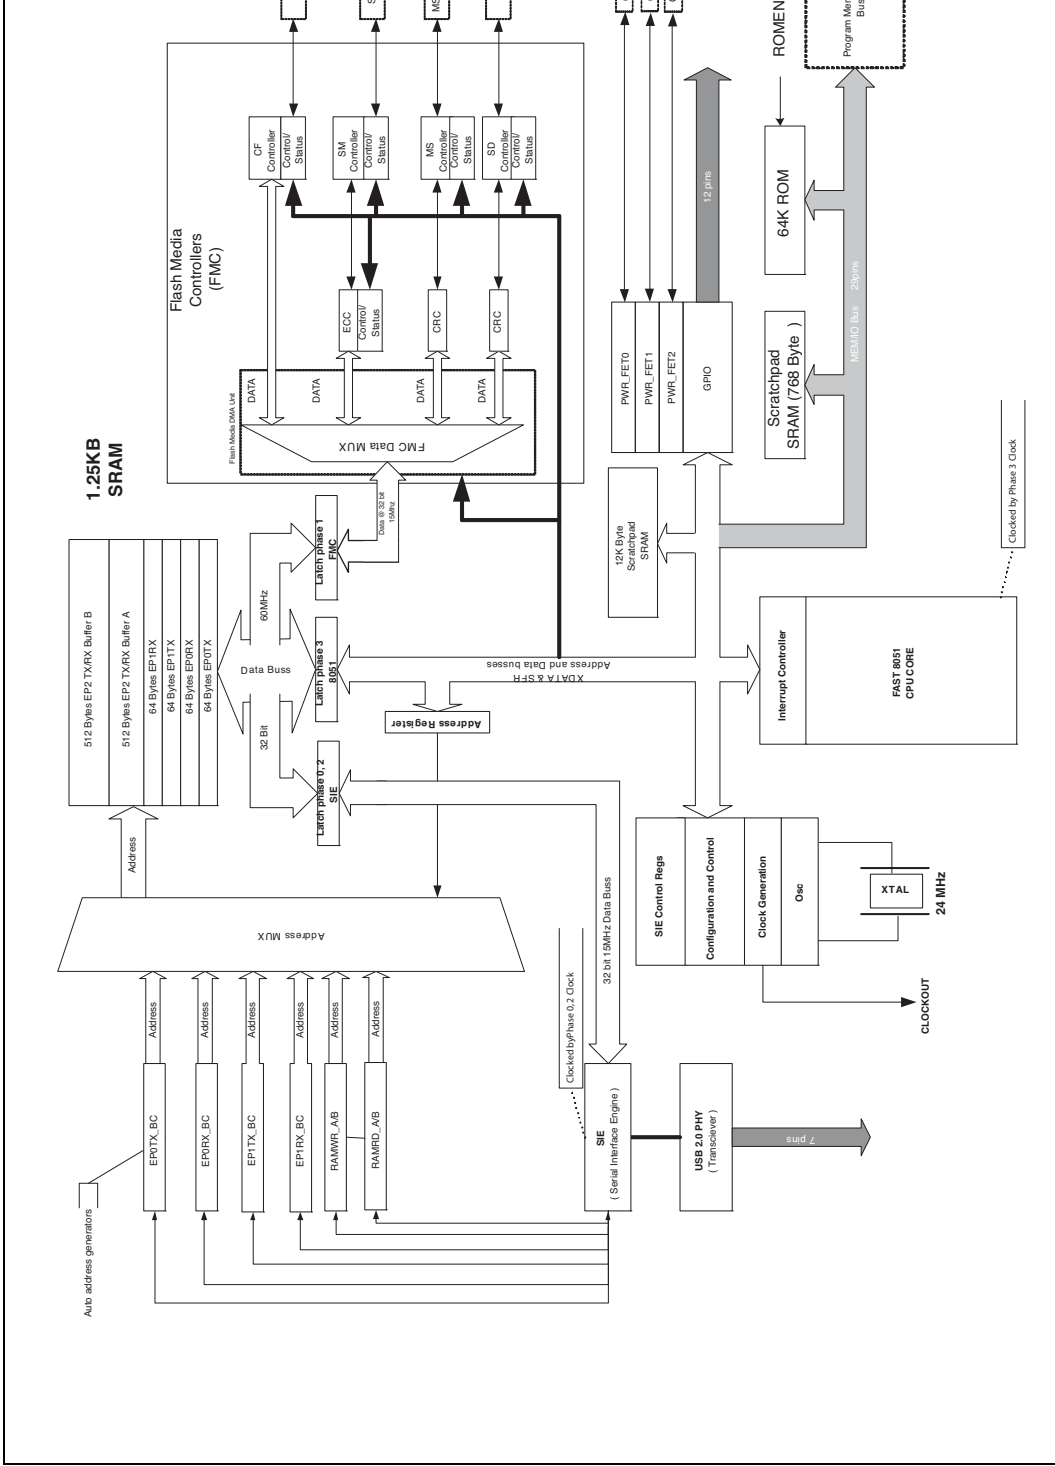 Auto address generators
EP0TX_BC
EP0RX_BC
EP1TX_BC
EP1RX_BC
RAMWR_A/B
RAMRD_A/B
Address
Address
Address
Address
Address
Address
Address MUX
Address
1.25KB
SRAM
512 Bytes EP2 TX/RX Buffer B
512 Bytes EP2 TX/RX Buffer A
64 Bytes EP1RX
64 Bytes EP1TX
64 Bytes EP0RX
64 Bytes EP0TX
32 Bit
Data Buss
60MHz
Latch phase 0, 2
SIE
Latch phase 3
8051
Latch phase 1
FMC
Data @ 32 bit
15Mhz
Address Register
XDATA & SFR
Address and Data busses
Flash Media
Controllers
(FMC)
Flash Media DMA Unit
FMC Data MUX
DATA
DATA
DATA
DATA
ECC
Control/
Status
CRC
CRC
CF
Controller
Control/
Status
SM
Controller
Control/
Status
MS
Controller
Control/
Status
SD
Controller
Control/
Status
MS
Clocked byPhase 0,2 Clock
SIE
( Serial Interface Engine )
32 bit 15MHz Data Buss
USB 2.0 PHY
( Transciever )
7 pins
SIE Control Regs
Configuration and Control
Clock Generation
Osc
XTAL
24 MHz
CLOCKOUT
12K Byte
Scratchpad
SRAM
PWR_FET0
PWR_FET1
PWR_FET2
GPIO
12 pins
Interrupt Controller
FAST 8051
CPU CORE
Clocked by Phase 3 Clock
Scratchpad
SRAM (768 Byte )
64K ROM
MEM/IO Bus 29pins
ROMEN
Program Mem
Bus